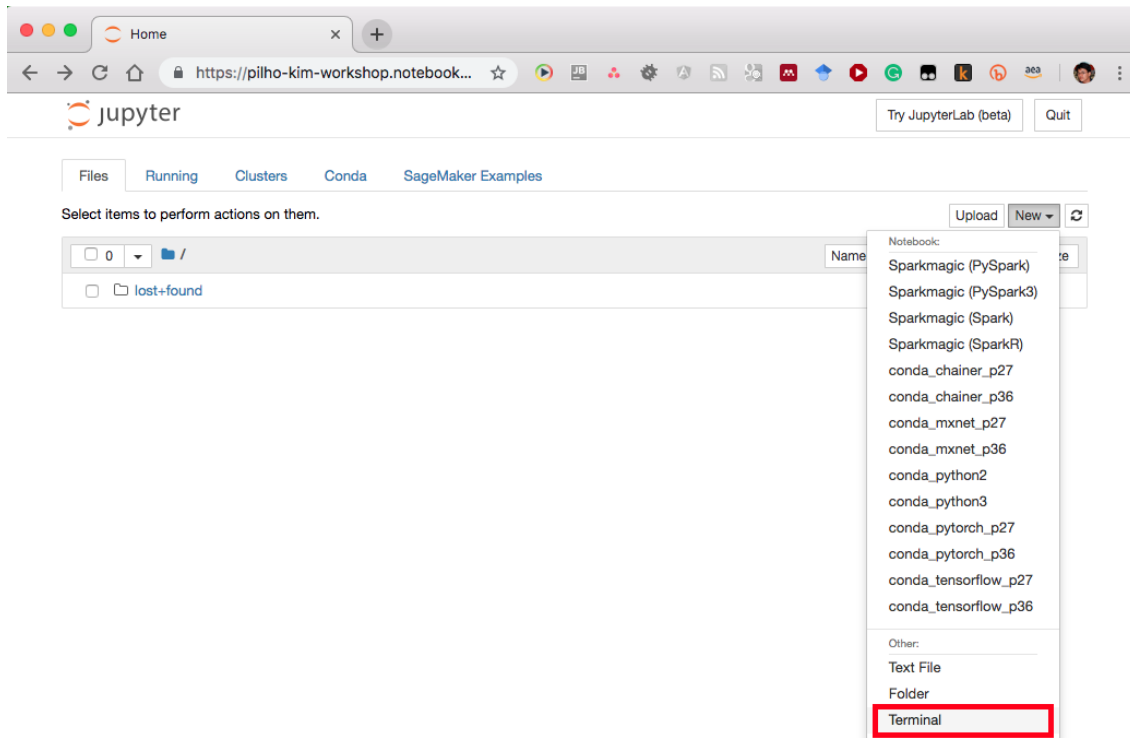 Home
https://pilho-kim-workshop.notebook...
jupyter
Try JupyterLab (beta) Quit
Files Running Clusters Conda SageMaker Examples
Select items to perform actions on them.
Upload New
0 /
Name
ze
lost+found
Notebook:
Sparkmagic (PySpark)
Sparkmagic (PySpark3)
Sparkmagic (Spark)
Sparkmagic (SparkR)
conda_chainer_p27
conda_chainer_p36
conda_mxnet_p27
conda_mxnet_p36
conda_python2
conda_python3
conda_pytorch_p27
conda_pytorch_p36
conda_tensorflow_p27
conda_tensorflow_p36
Other:
Text File
Folder
Terminal